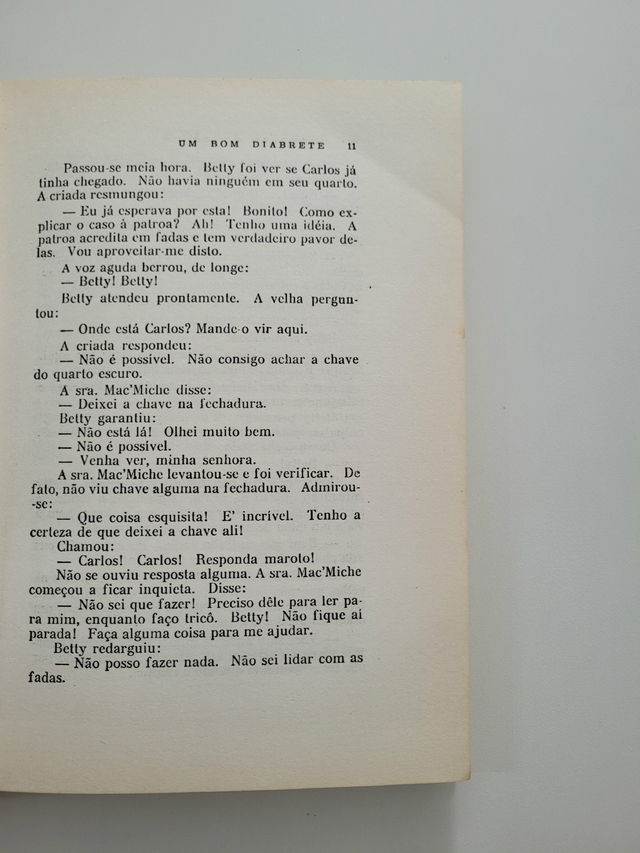 UM BOM DIABRETE 11
Passou-se meia hora. Betty foi ver se Carlos já
tinha chegado. Não havia ninguém em seu quarto.
A criada resmungou:
— Eu já esperava por esta! Bonito! Como ex-
plicar o caso à patroa? Ah! Tenho uma idéia. A
patroa acredita em fadas e tem verdadeiro pavor de-
las. Vou aproveitar-me disto.
A voz aguda berrou, de longe:
— Betty! Betty!
Betty atendeu prontamente. A velha pergun-
tou:
— Onde está Carlos? Mande-o vir aqui.
A criada respondeu:
— Não é possível. Não consigo achar a chave
do quarto escuro.
A sra. Mac'Miche disse:
— Deixei a chave na fechadura.
Betty garantiu:
— Não está lá! Olhei muito bem.
— Não é possível.
— Venha ver, minha senhora.
A sra. Mac'Miche levantou-se e foi verificar. De
fato, não viu chave alguma na fechadura. Admirou-
-se:
— Que coisa esquisita! E' incrível. Tenho a
certeza de que deixei a chave ali!
Chamou:
— Carlos! Carlos! Responda maroto!
Não se ouviu resposta alguma. A sra. Mac'Miche
começou a ficar inquieta. Disse:
— Não sei que fazer! Preciso dêle para ler pa-
ra mim, enquanto faço tricô. Betty! Não fique aí
parada! Faça alguma coisa para me ajudar.
Betty redarguiu:
— Não posso fazer nada. Não sei lidar com as
fadas.